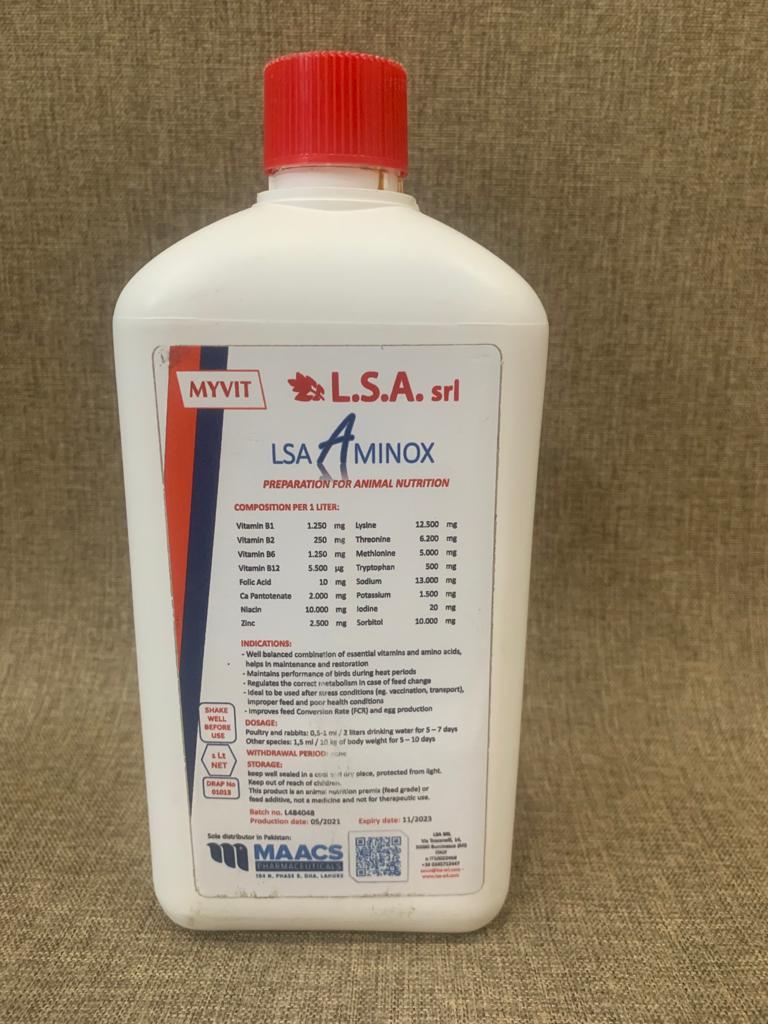 MYVIT
L.S.A. srl
LSA AMINOX
PREPARATION FOR ANIMAL NUTRITION
COMPOSITION PER 1 LITER:
Vitamin B1 1.250 mg Lysine 12.500 mg
Vitamin B2 250 mg Threonine 6.200 mg
Vitamin B6 1.250 mg Methionine 5.000 mg
Vitamin B12 5.500 µg Tryptophan 500 mg
Folic Acid 10 mg Sodium 13.000 mg
Ca Pantotenate 2.000 mg Potassium 1.500 mg
Niacin 10.000 mg Iodine 20 mg
Zinc 2.500 mg Sorbitol 10.000 mg
INDICATIONS:
- Well balanced combination of essential vitamins and amino acids,
helps in maintenance and restoration
- Maintains performance of birds during heat periods
- Regulates the correct metabolism in case of feed change
- Ideal to be used after stress conditions (eg. vaccination, transport),
improper feed and poor health conditions
- Improves feed Conversion Rate (FCR) and egg production
SHAKE
WELL
BEFORE
USE
DOSAGE:
Poultry and rabbits: 0,5-1 ml / 2 liters drinking water for 5 – 7 days
Other species: 1,5 ml / 10 kg of body weight for 5 – 10 days
1 Lt
NET
WITHDRAWAL PERIOD: none
STORAGE:
keep well sealed in a cool and dry place, protected from light.
Keep out of reach of children.
This product is an animal nutrition premix (feed grade) or
feed additive, not a medicine and not for therapeutic use.
DRAP No
01013
Batch no. L484048
Production date: 05/2021 Expiry date: 11/2023
Sole distributor in Pakistan:
MAACS
PHARMACEUTICALS
184 N, PHASE 8, DHA, LAHORE
LSA SRL
ITALY